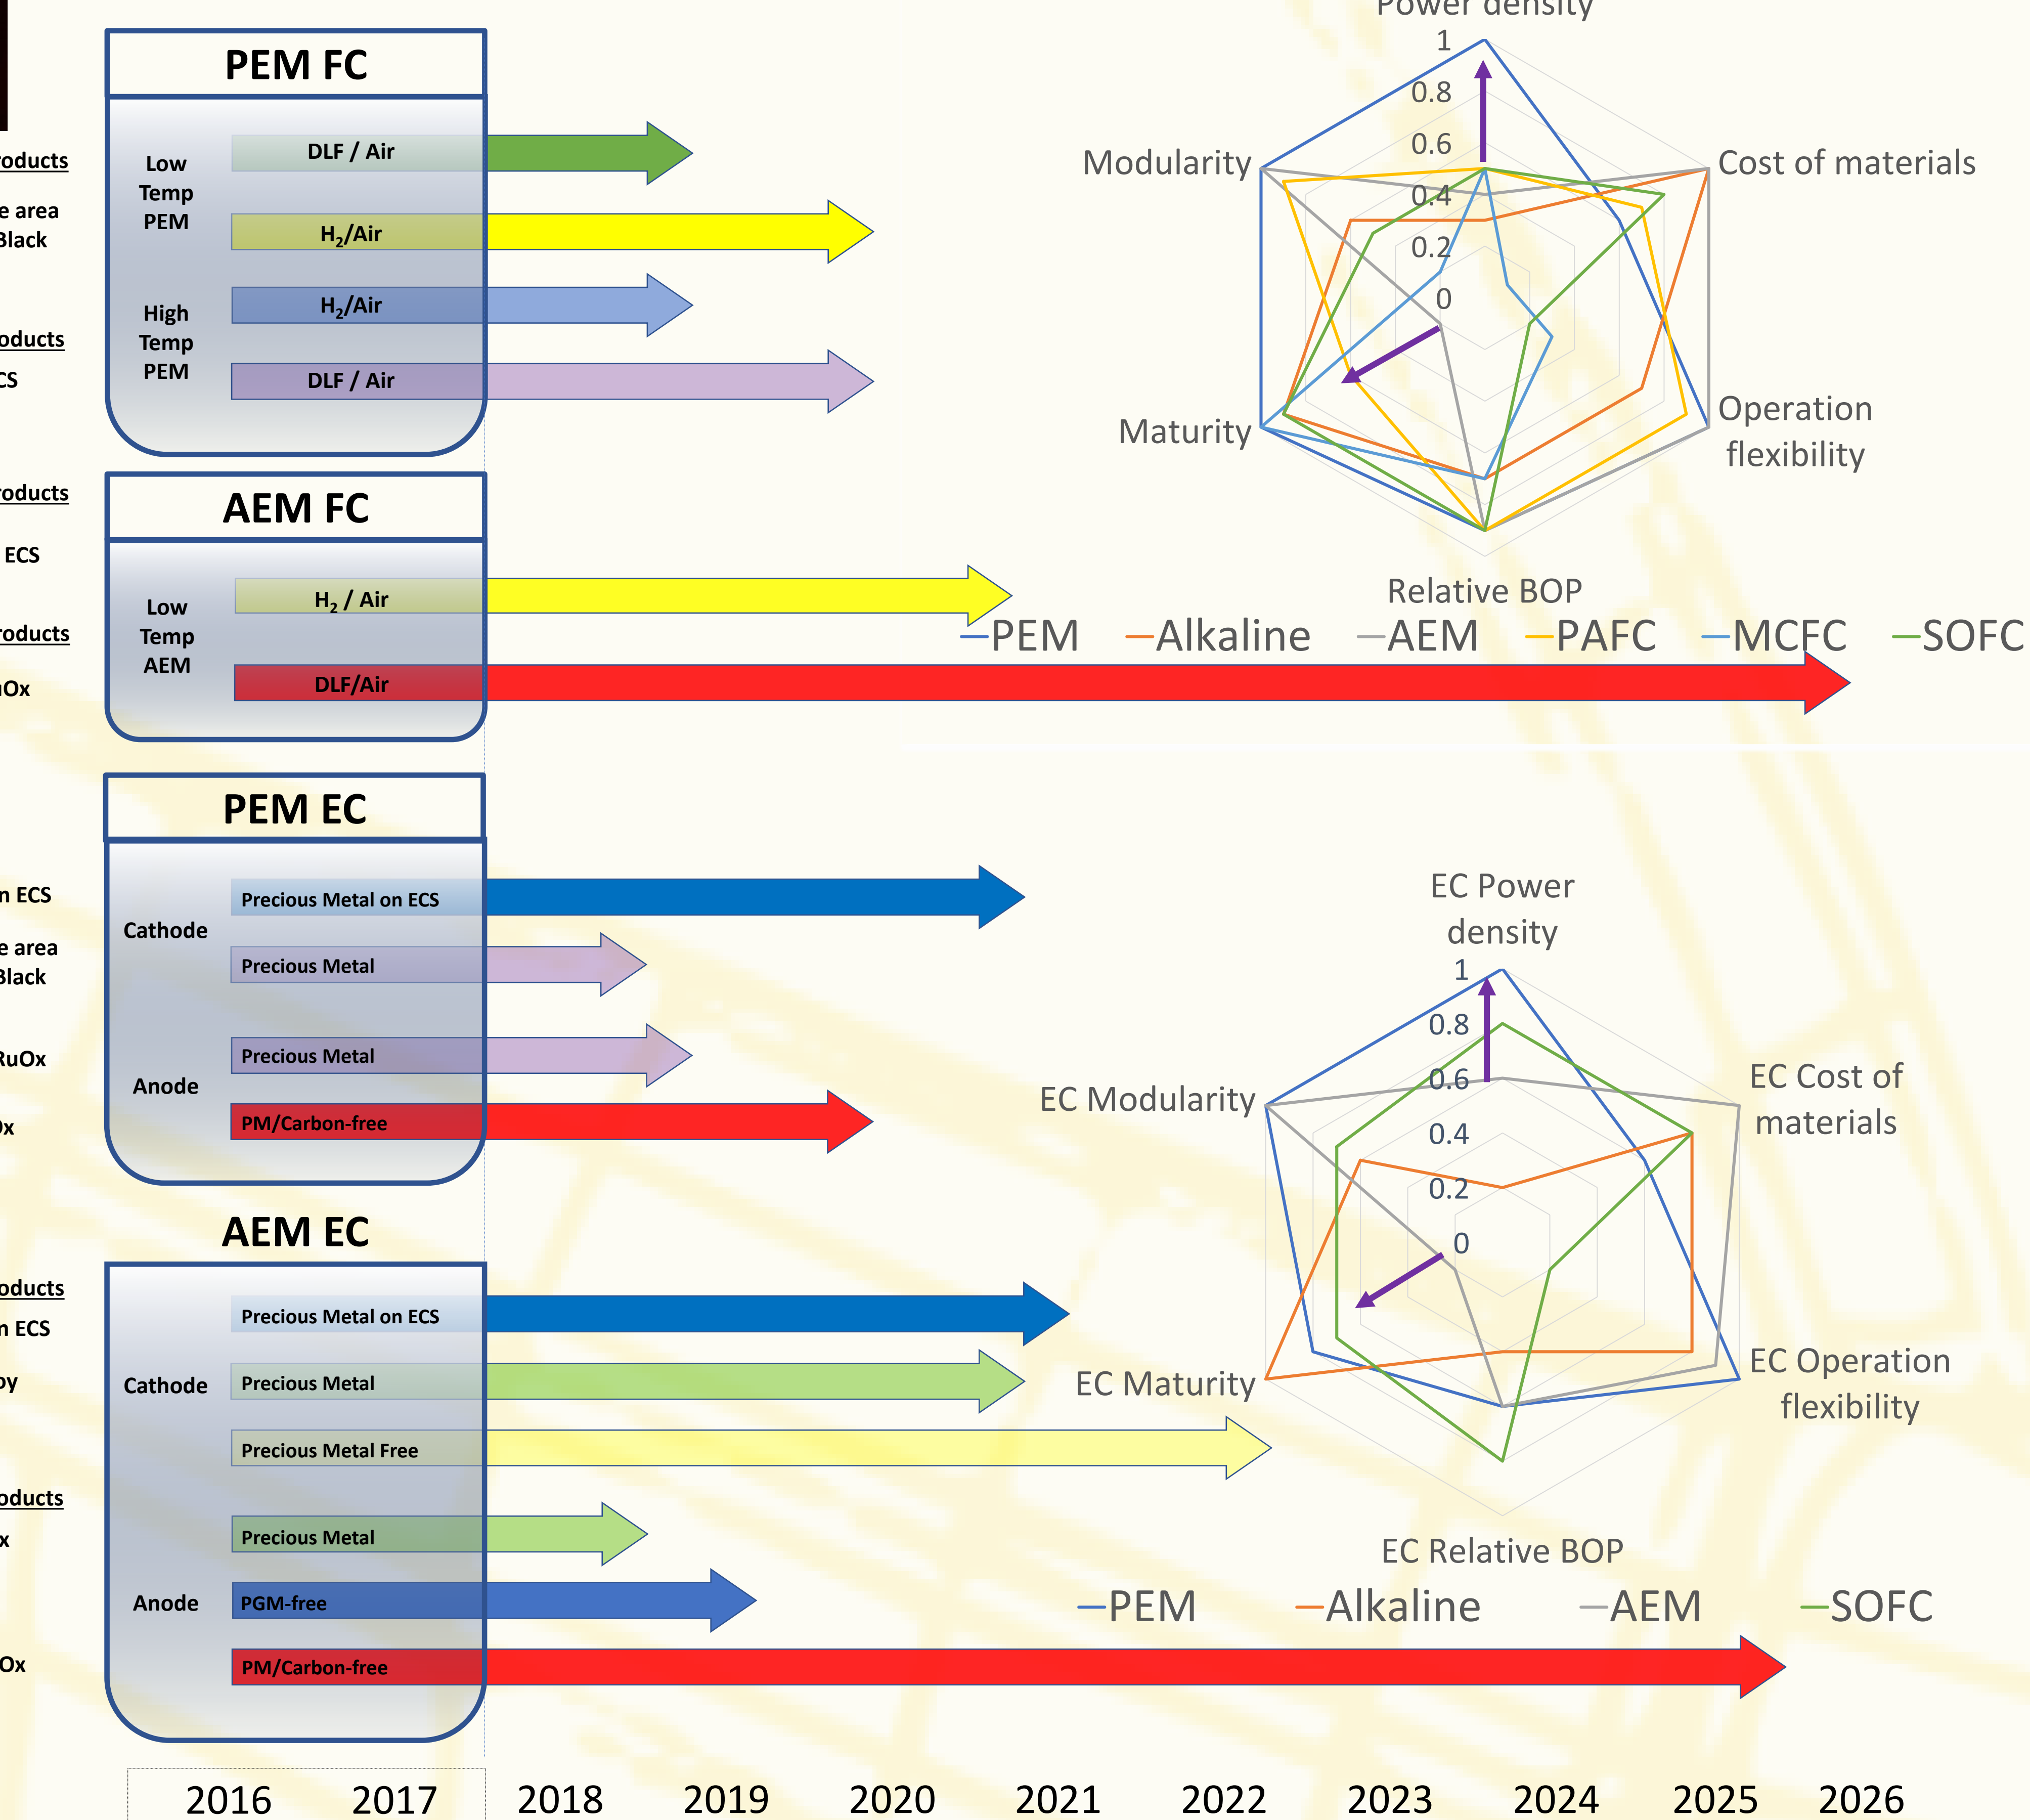 PEM FC
Low
Temp
PEM
DLF / Air
H₂/Air
High
Temp
PEM
H₂/Air
DLF / Air
AEM FC
Low
Temp
AEM
H₂ / Air
DLF/Air
PEM EC
Cathode
Precious Metal on ECS
Precious Metal
Anode
Precious Metal
PM/Carbon-free
AEM EC
Cathode
Precious Metal on ECS
Precious Metal
Precious Metal Free
Precious Metal
Anode
PGM-free
PM/Carbon-free
2016 2017 2018 2019 2020 2021 2022 2023 2024 2025 2026
e area
Black
ECS
e area
Black
RuOx
Power density
1
0.8
0.6
0.4
0.2
0
Modularity
Cost of materials
Maturity
Operation
flexibility
Relative BOP
PEM Alkaline AEM PAFC MCFC SOFC
EC Power
density
1
0.8
0.6
0.4
0.2
0
EC Modularity
EC Cost of
materials
EC Maturity
EC Operation
flexibility
EC Relative BOP
PEM Alkaline AEM SOFC